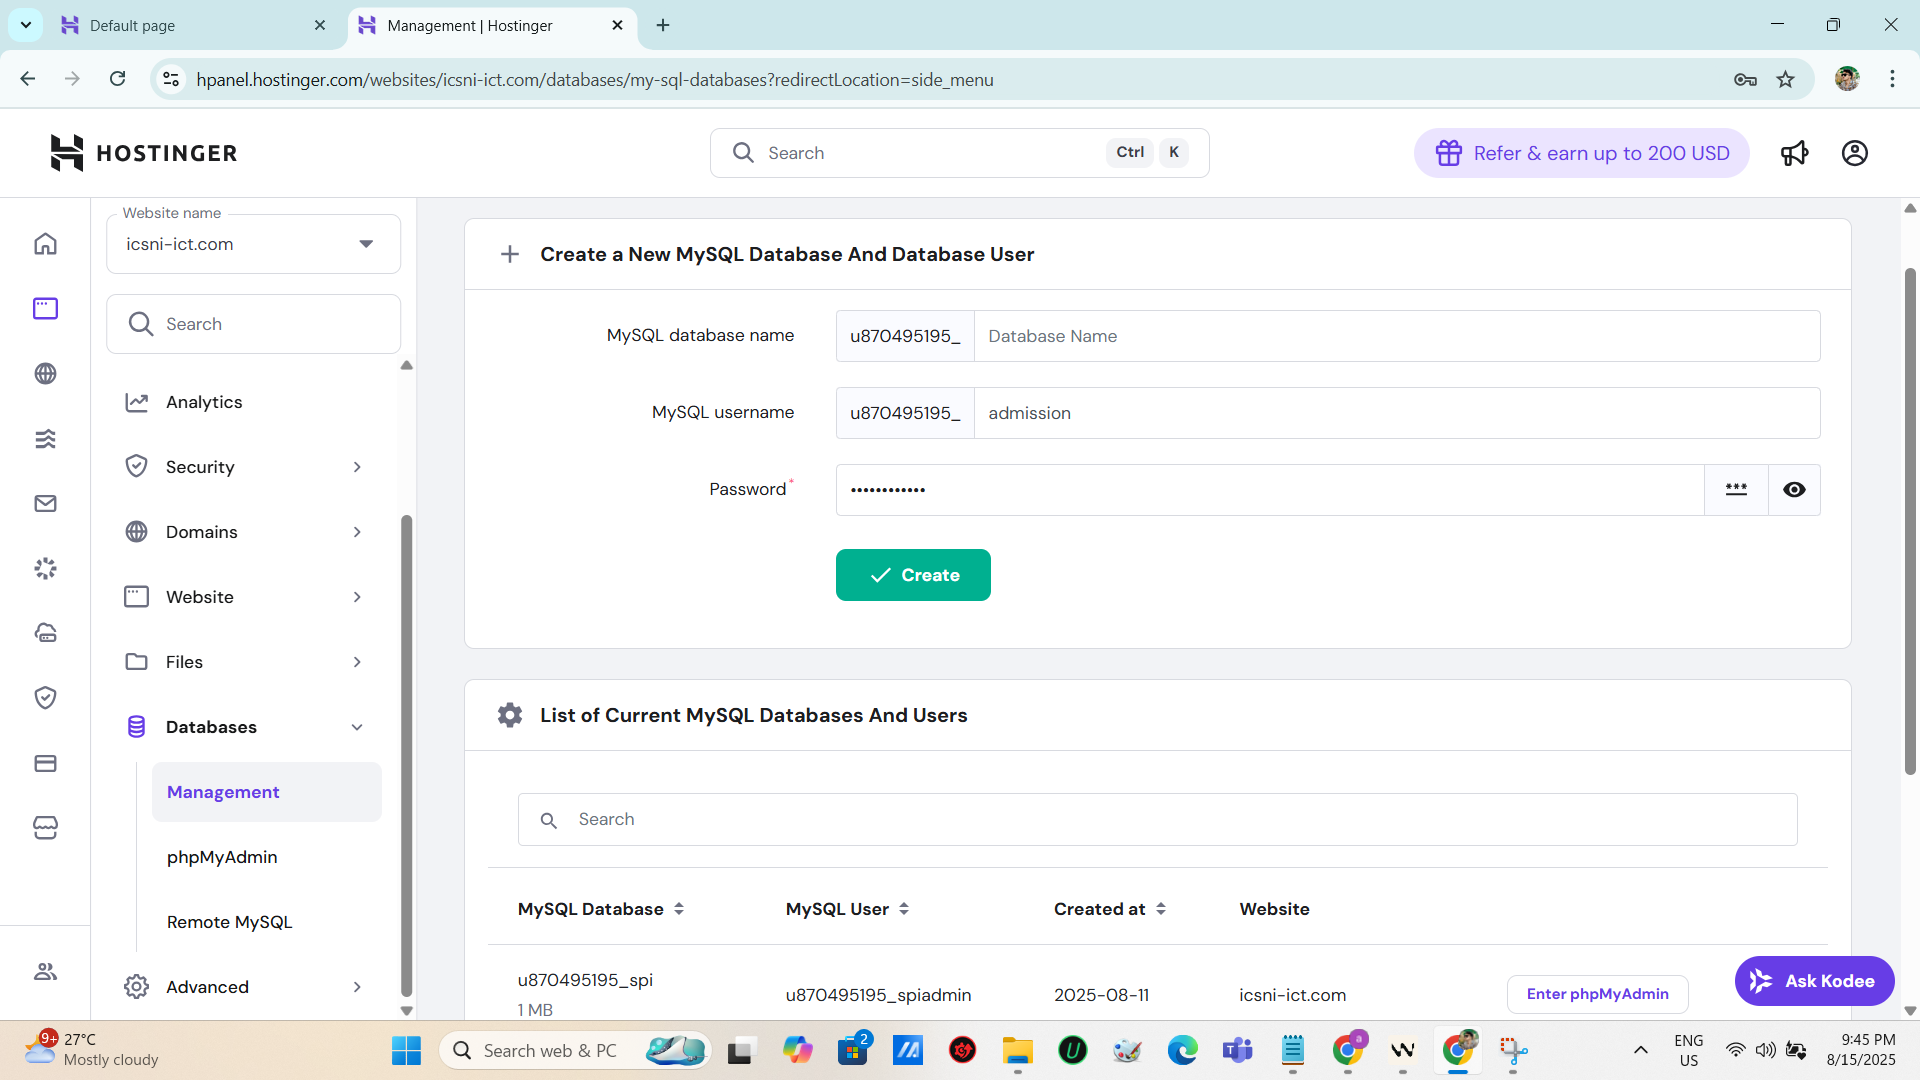 Default page
Management | Hostinger
hpanel.hostinger.com/websites/icsni-ict.com/databases/my-sql-databases?redirectLocation=side_menu
HOSTINGER
Search
Ctrl
K
Refer & earn up to 200 USD
Website name
icsni-ict.com
Search
Analytics
Security
Domains
Website
Files
Databases
Management
phpMyAdmin
Remote MySQL
Advanced
Create a New MySQL Database And Database User
MySQL database name
u870495195_
Database Name
MySQL username
u870495195_
admission
Password*
••••••••••••
***
Create
List of Current MySQL Databases And Users
Search
MySQL Database
MySQL User
Created at
Website
u870495195_spi
1 MB
u870495195_spiadmin
2025-08-11
icsni-ict.com
Enter phpMyAdmin
Ask Kodee
9+
27°C
Mostly cloudy
Search web & PC
2
a
ENG
US
9:45 PM
8/15/2025